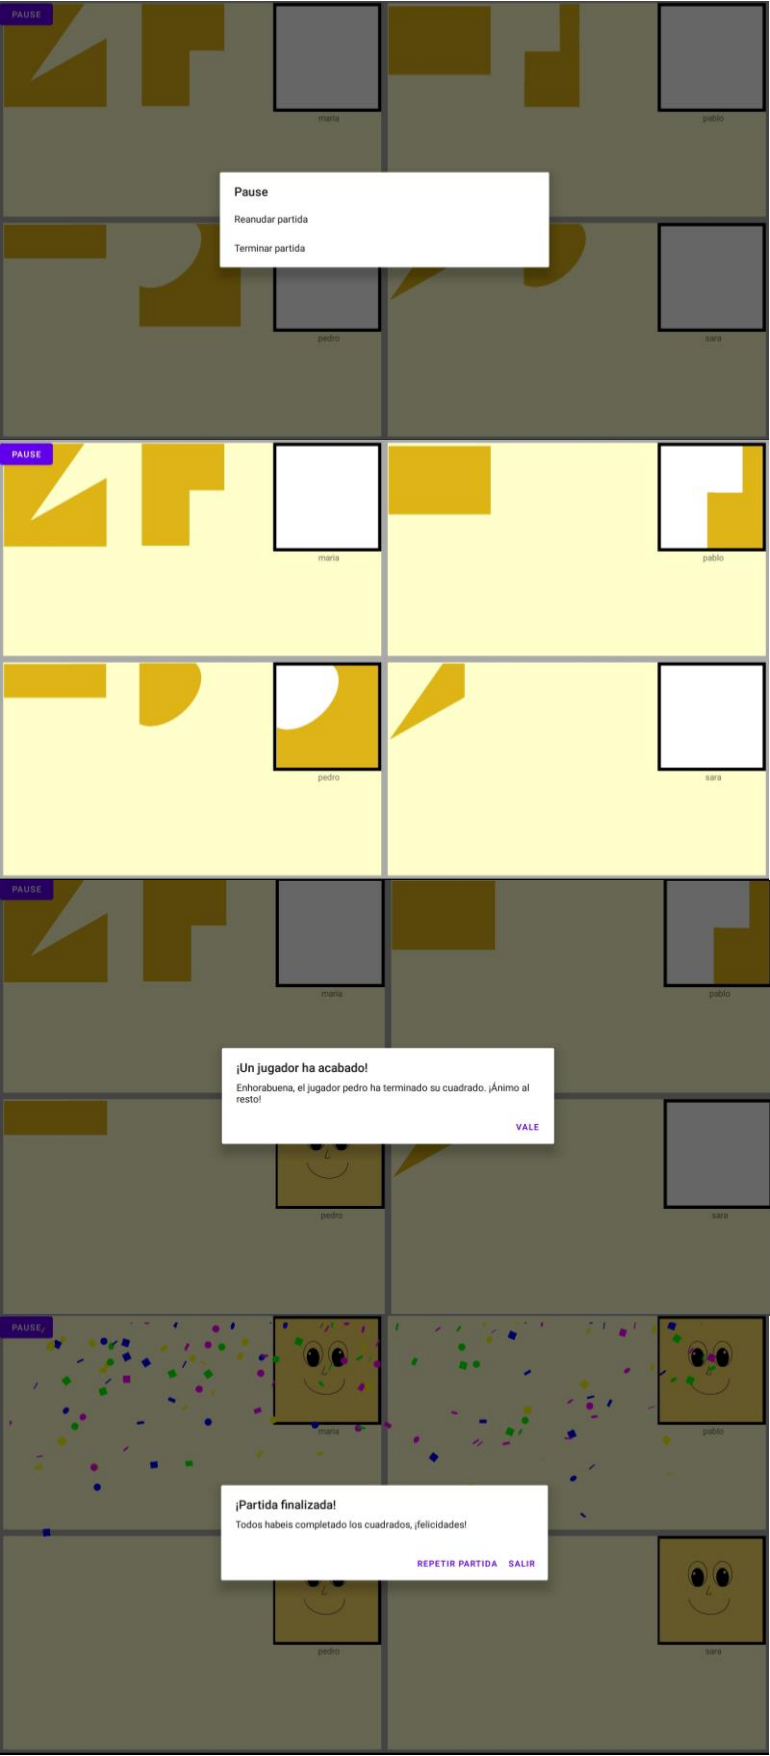 PAUSE
maria
pablo
Pause
Reanudar partida
Terminar partida
pedro
sara
PAUSE
maria
pablo
pedro
sara
PAUSE
maria
pablo
¡Un jugador ha acabado!
Enhorabuena, el jugador pedro ha terminado su cuadrado. ¡Ánimo al
resto!
VALE
pedro
sara
PAUSE
maria
pablo
¡Partida finalizada!
Todos habeis completado los cuadrados, ¡felicidades!
REPETIR PARTIDA SALIR
pedro
sara